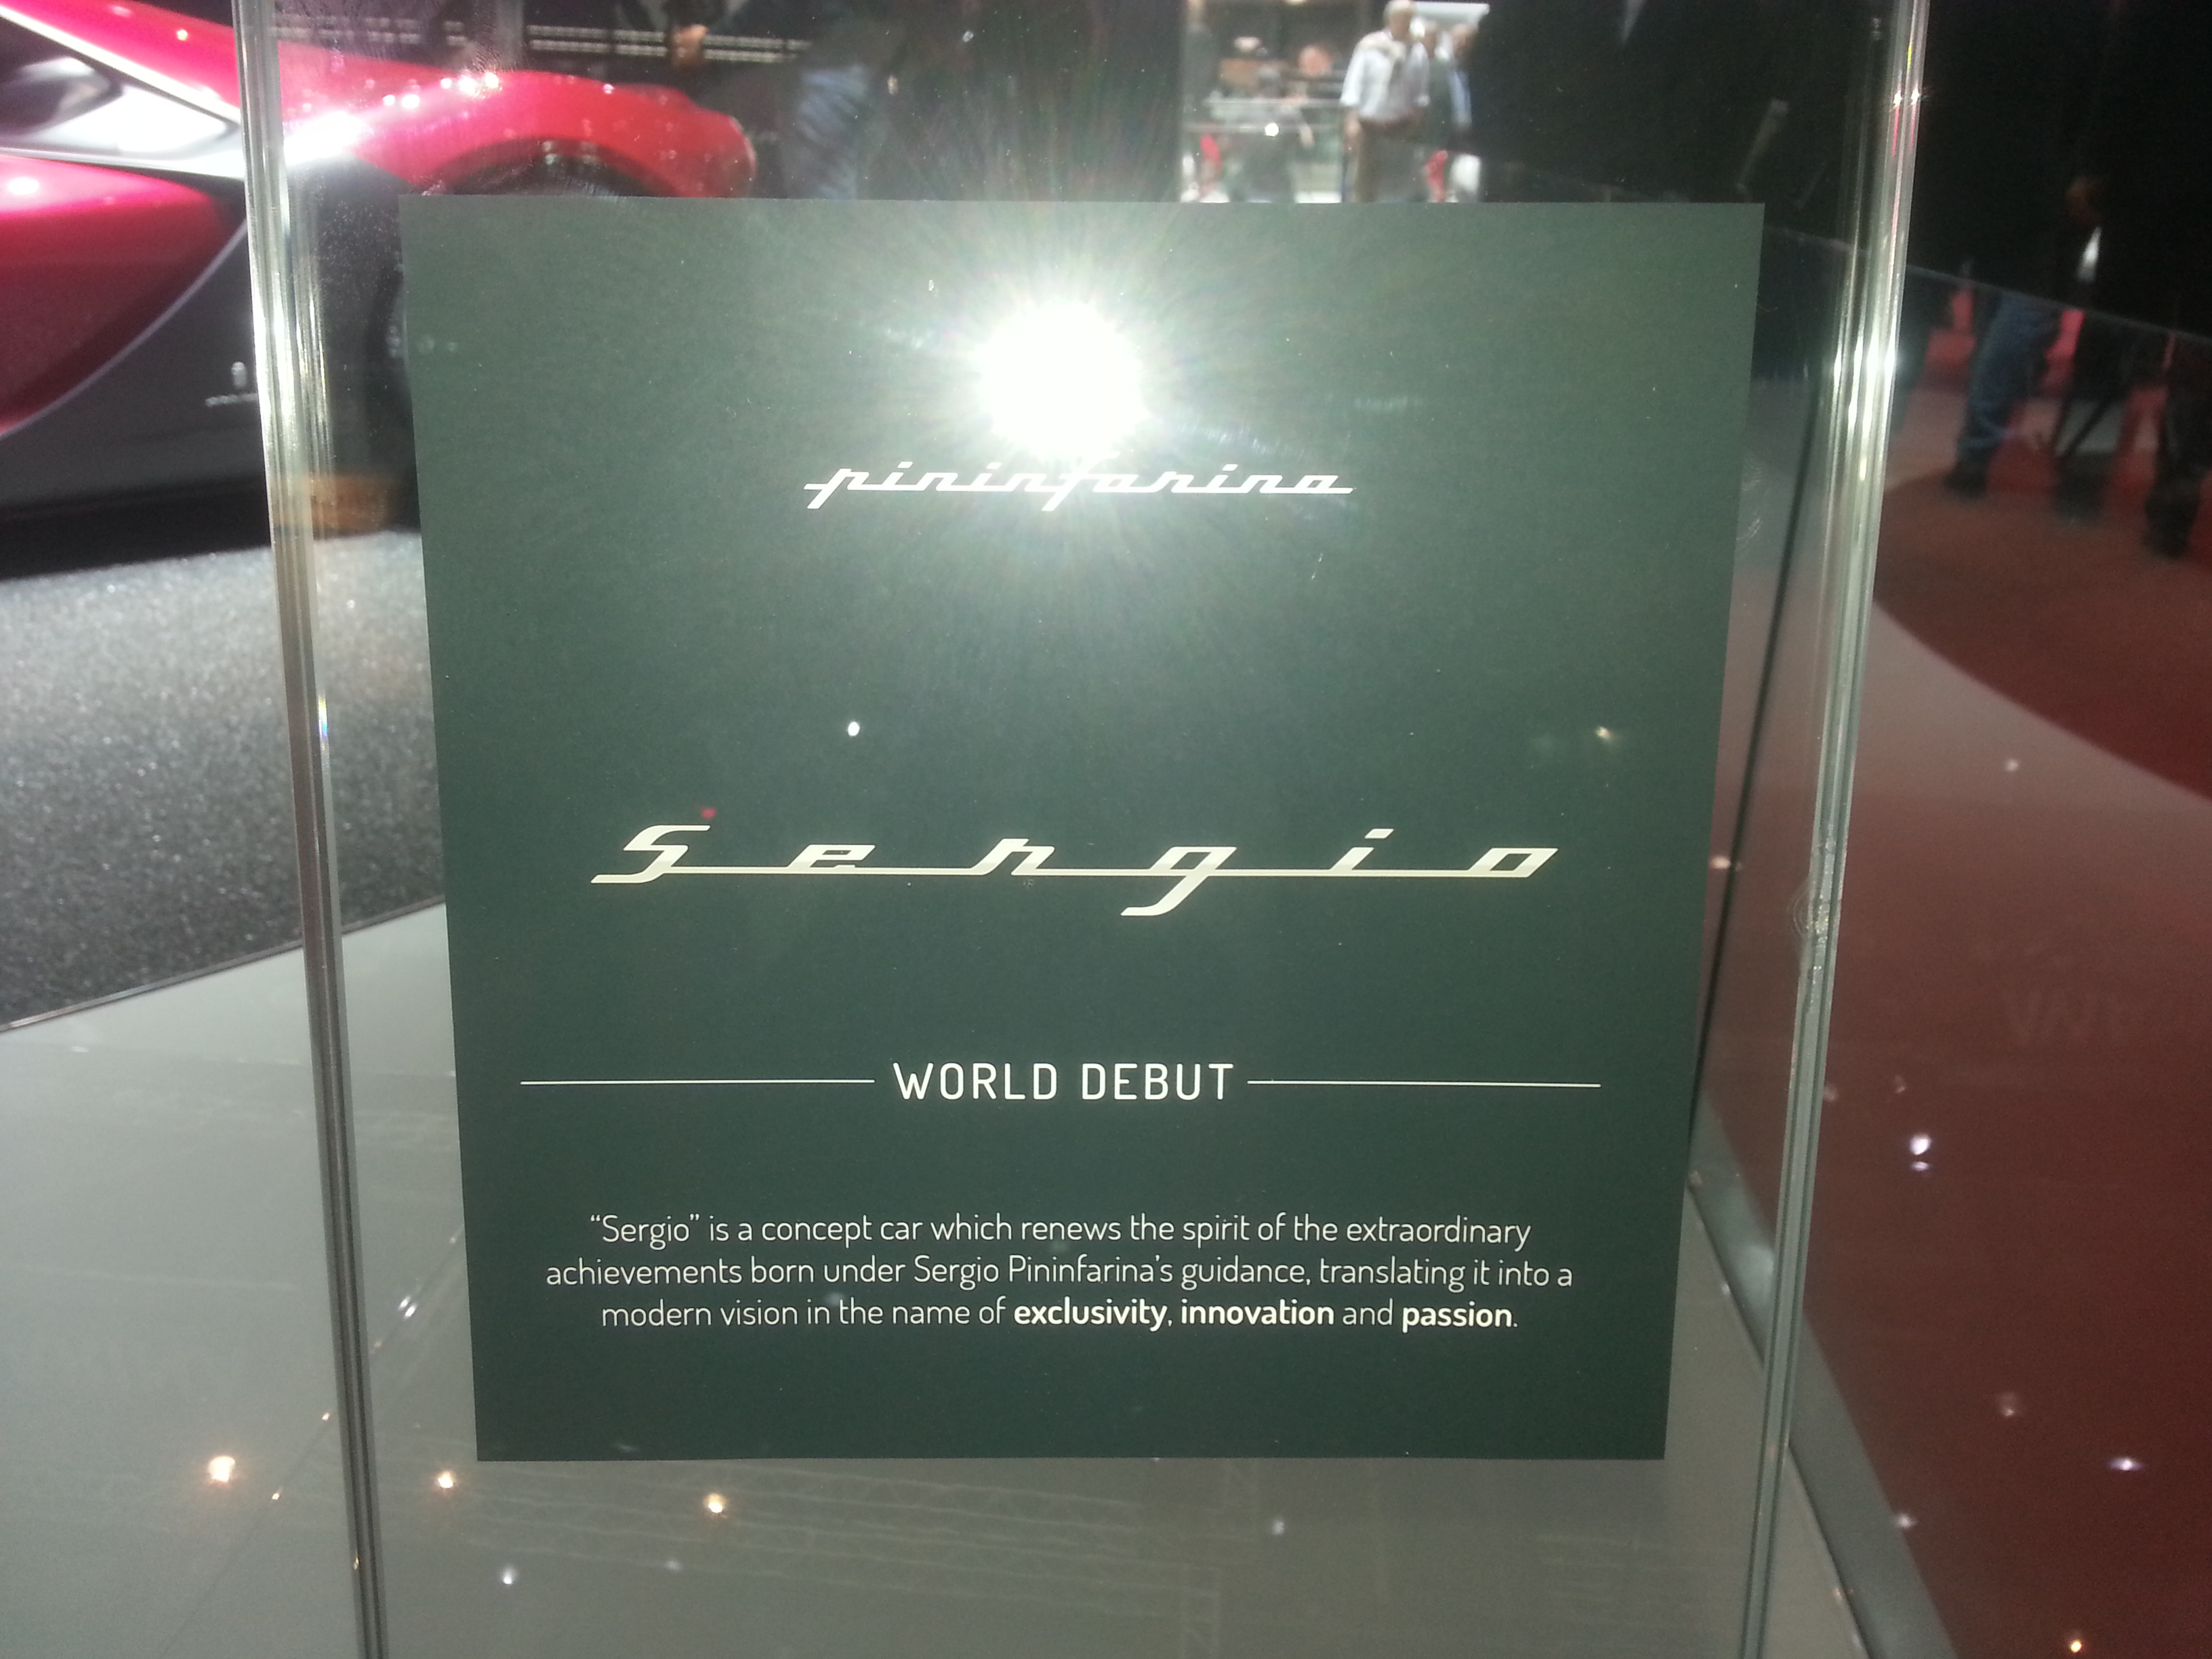 pininfarina
Sergio
WORLD DEBUT
“Sergio” is a concept car which renews the spirit of the extraordinary
achievements born under Sergio Pininfarina’s guidance, translating it into a
modern vision in the name of exclusivity, innovation and passion.